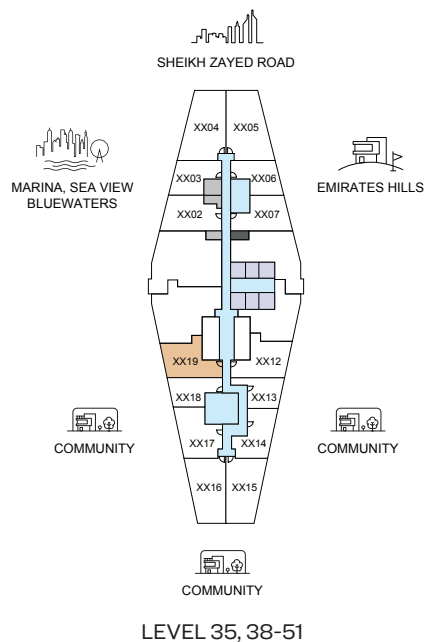 SHEIKH ZAYED ROAD
XX04 XX05
MARINA, SEA VIEW
BLUEWATERS
EMIRATES HILLS
XX03 XX06
XX02 XX07
XX19 XX12
XX18 XX13
COMMUNITY
COMMUNITY
XX17 XX14
XX16 XX15
COMMUNITY
LEVEL 35, 38-51